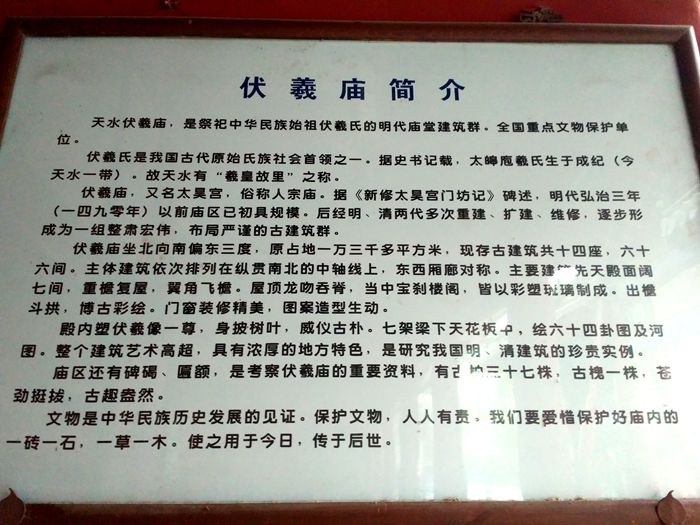 伏羲庙简介
天水伏羲庙，是祭祀中华民族始祖伏羲氏的明代庙堂建筑群。全国重点文物保护单
位。
伏羲氏是我国古代原始氏族社会首领之一。据史书记载，太皞庖羲氏生于成纪（今
天水一带）。故天水有“羲皇故里”之称。
伏羲庙，又名太昊宫，俗称人宗庙。据《新修太昊宫门坊记》碑述，明代弘治三年
（一四九零年）以前庙区已初具规模。后经明、清两代多次重建、扩建、维修，逐步形
成为一组整肃宏伟，布局严谨的古建筑群。
伏羲庙坐北向南偏东三度，原占地一万三千多平方米，现存古建筑共十四座，六十
六间。主体建筑依次排列在纵贯南北的中轴线上，东西厢廊对称。主要建 先天殿面阔
七间，重檐复屋，翼角飞檐。屋顶龙吻吞脊，当中宝刹楼阁，皆以彩塑琉璃制成。出檐
斗拱，博古彩绘。门窗装修精美，图案造型生动。
殿内塑伏羲像一尊，身披树叶，威仪古朴。七架梁下天花板中，绘六十四卦图及河
图。整个建筑艺术高超，具有浓厚的地方特色，是研究我国明、清建筑的珍贵实例。
庙区还有碑碣、匾额，是考察伏羲庙的重要资料，有古 三十七株，古槐一株，苍
劲挺拔，古趣盎然。
文物是中华民族历史发展的见证。保护文物，人人有责。我们要爱惜保护好庙内的
一砖一石，一草一木。使之用于今日，传于后世。